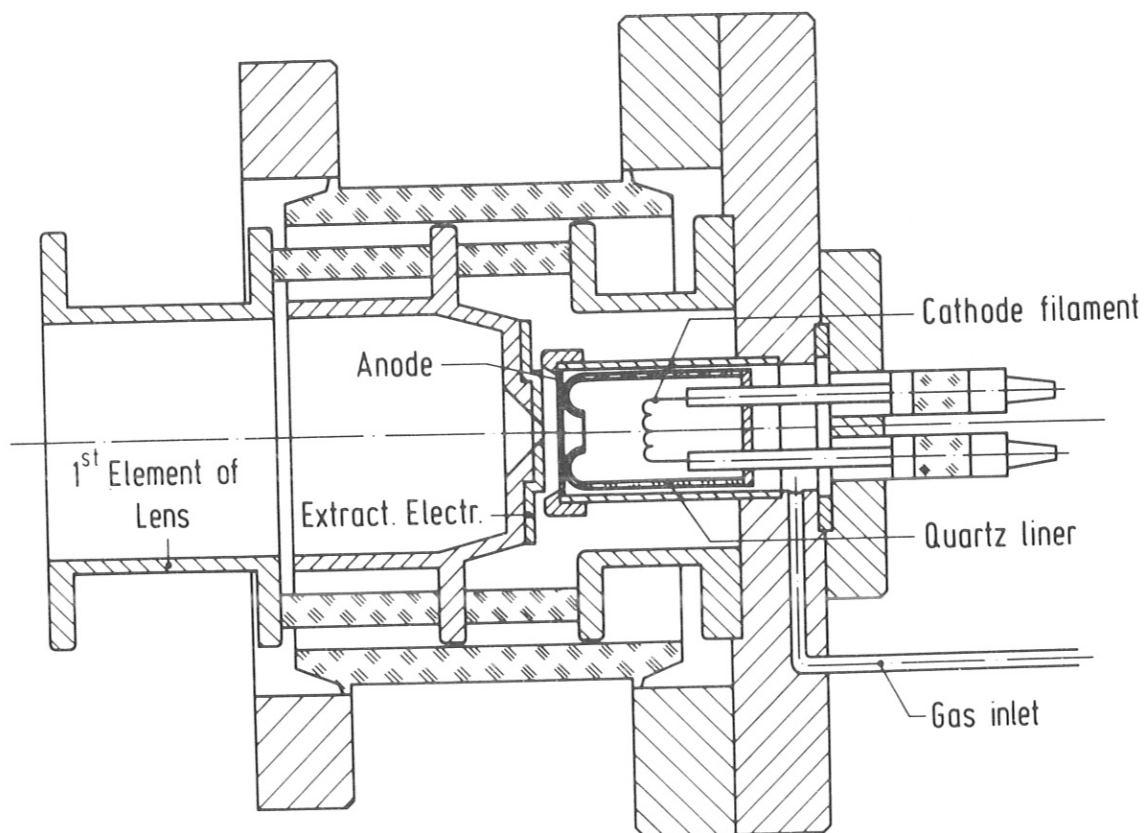 Cathode filament
Anode
1st Element of
Lens
Extract. Electr.
Quartz liner
Gas inlet